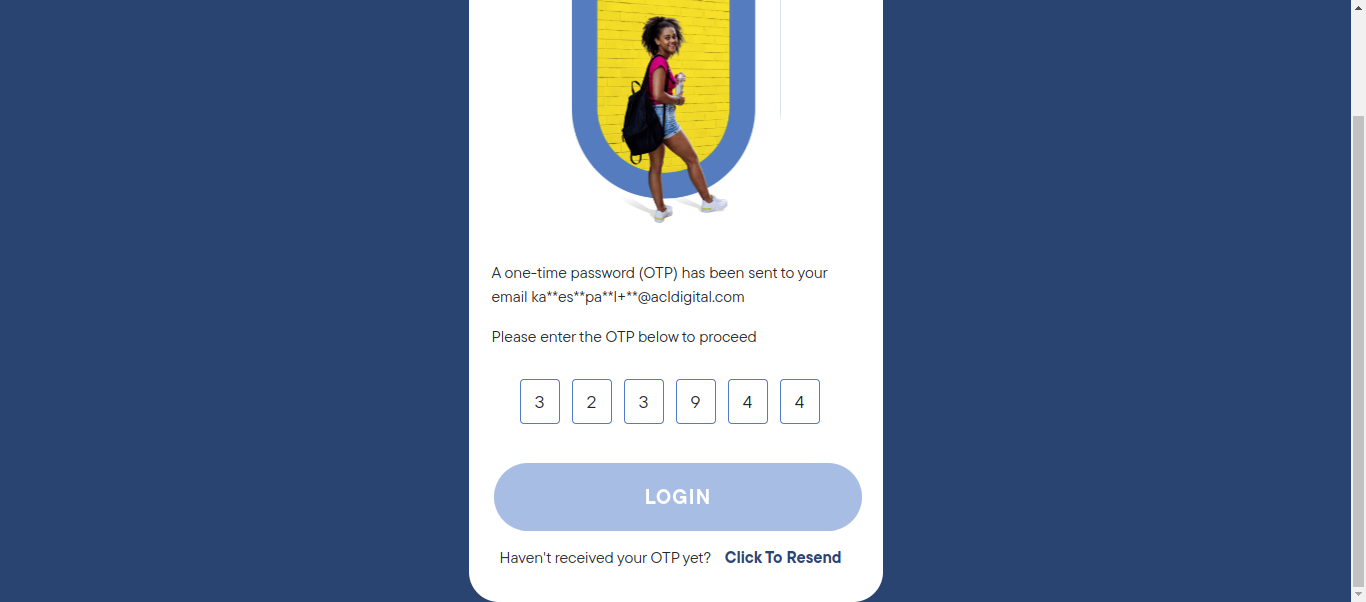 A one-time password (OTP) has been sent to your
email ka**es**pa**l+**@acldigital.com
Please enter the OTP below to proceed
3 2 3 9 4 4
LOGIN
Haven't received your OTP yet? Click To Resend